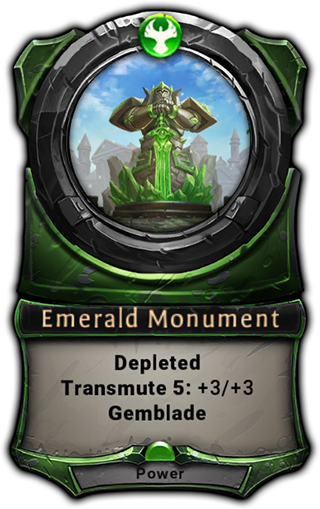 Emerald Monument
Depleted
Transmute 5: +3/+3
Gemblade
Power